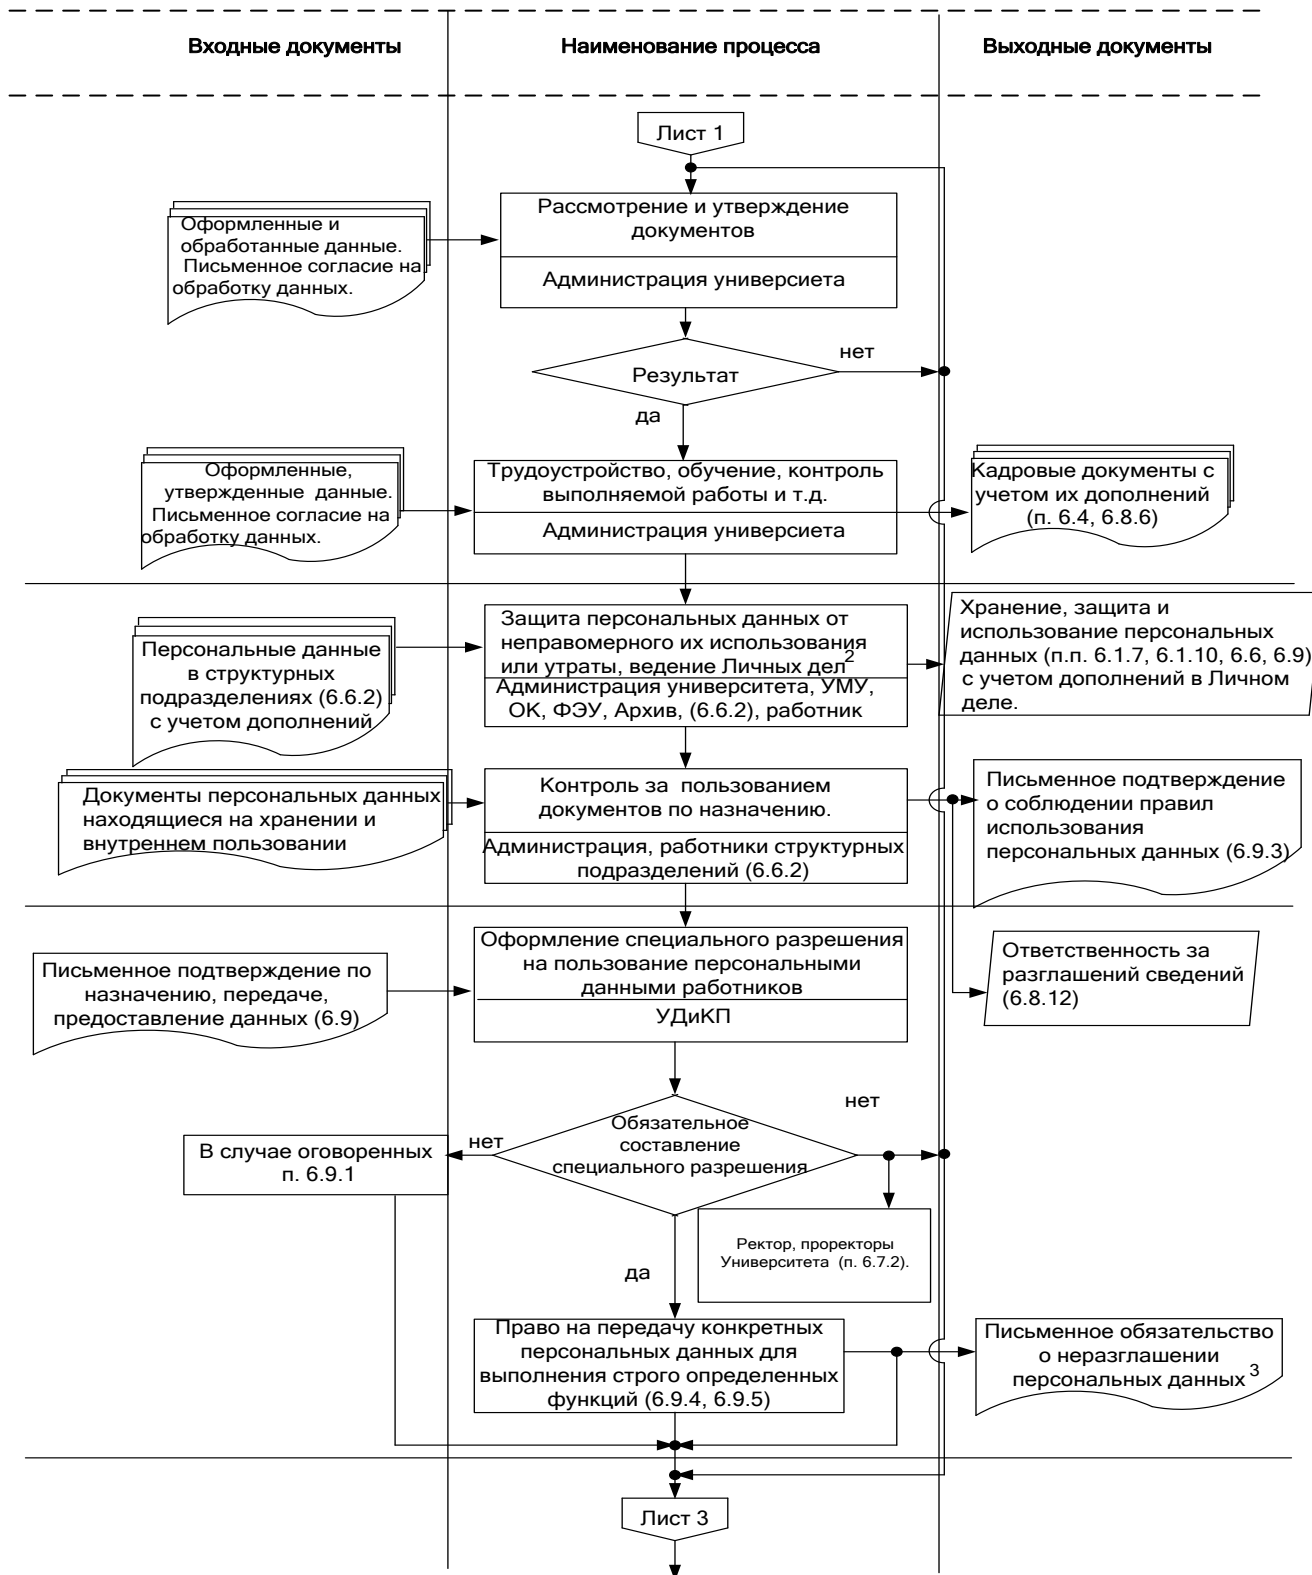 Входные документы
Наименование процесса
Выходные документы
Лист 1
Оформленные и
обработанные данные.
Письменное согласие на
обработку данных.
Рассмотрение и утверждение
документов
Администрация универсиета
Результат
нет
да
Оформленные,
утвержденные данные.
Письменное согласие на
обработку данных.
Трудоустройство, обучение, контроль
выполняемой работы и т.д.
Администрация универсиета
Кадровые документы с
учетом их дополнений
(п. 6.4, 6.8.6)
Персональные данные
в структурных
подразделениях (6.6.2)
с учетом дополнений
Защита персональных данных от
неправомерного их использования
или утраты, ведение Личных дел2
Администрация университета, УМУ,
ОК, ФЭУ, Архив, (6.6.2), работник
Хранение, защита и
использование персональных
данных (п.п. 6.1.7, 6.1.10, 6.6, 6.9)
с учетом дополнений в Личном
деле.
Документы персональных данных
находящиеся на хранении и
внутреннем пользовании
Контроль за пользованием
документов по назначению.
Администрация, работники структурных
подразделений (6.6.2)
Письменное подтверждение
о соблюдении правил
использования
персональных данных (6.9.3)
Письменное подтверждение по
назначению, передаче,
предоставление данных (6.9)
Оформление специального разрешения
на пользование персональными
данными работников
УДиКП
Ответственность за
разглашений сведений
(6.8.12)
Обязательное
составление
специального разрешения
нет
нет
да
В случае оговоренных
п. 6.9.1
Ректор, проректоры
Университета (п. 6.7.2).
Право на передачу конкретных
персональных данных для
выполнения строго определенных
функций (6.9.4, 6.9.5)
Письменное обязательство
о неразглашении
персональных данных 3
Лист 3